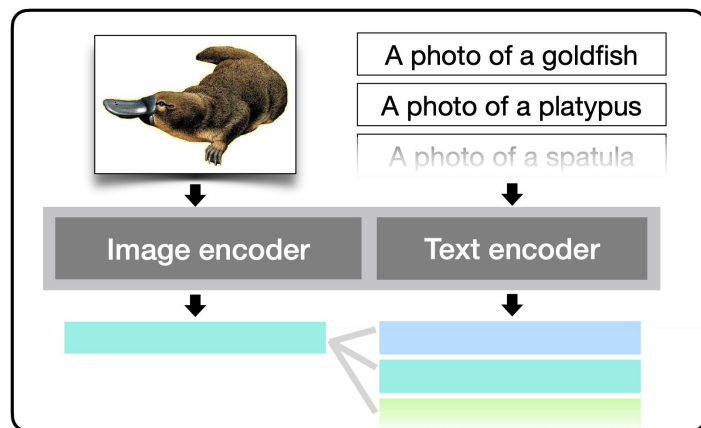 A photo of a goldfish
A photo of a platypus
A photo of a spatula
Image encoder
Text encoder